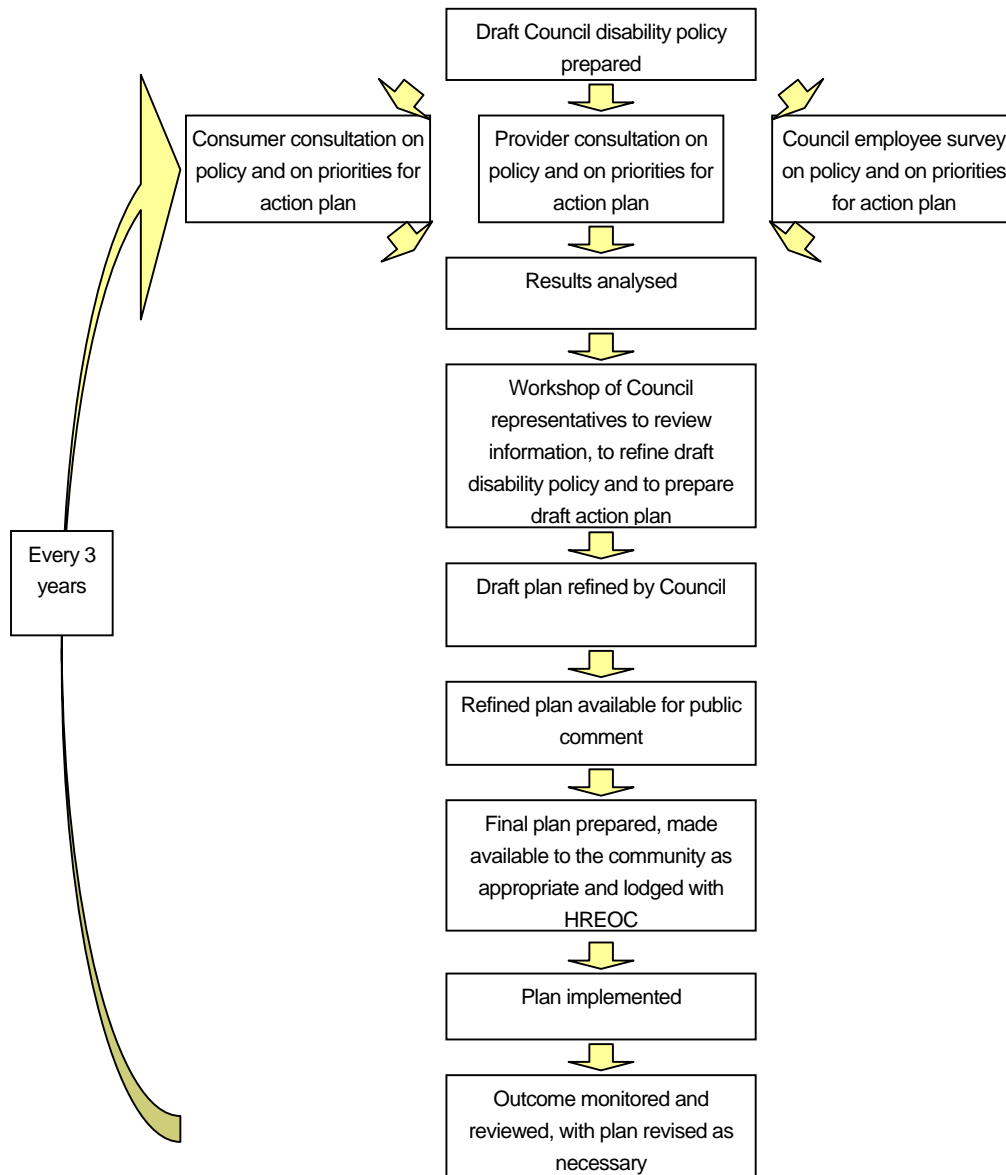 Draft Council disability policy
prepared
Consumer consultation on
policy and on priorities for
action plan
Provider consultation on
policy and on priorities for
action plan
Council employee survey
on policy and on priorities
for action plan
Results analysed
Workshop of Council
representatives to review
information, to refine draft
disability policy and to prepare
draft action plan
Every 3
years
Draft plan refined by Council
Refined plan available for public
comment
Final plan prepared, made
available to the community as
appropriate and lodged with
HREOC
Plan implemented
Outcome monitored and
reviewed, with plan revised as
necessary